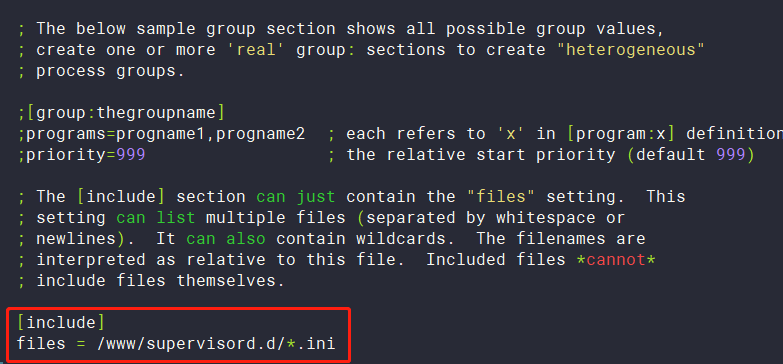 ; The below sample group section shows all possible group values,
; create one or more 'real' group: sections to create "heterogeneous"
; process groups.
;[group:thegroupname]
;programs=progname1,progname2  ; each refers to 'x' in [program:x] definition
;priority=999                  ; the relative start priority (default 999)
; The [include] section can just contain the "files" setting.  This
; setting can list multiple files (separated by whitespace or
; newlines).  It can also contain wildcards.  The filenames are
; interpreted as relative to this file.  Included files *cannot*
; include files themselves.
[include]
files = /www/supervisord.d/*.ini